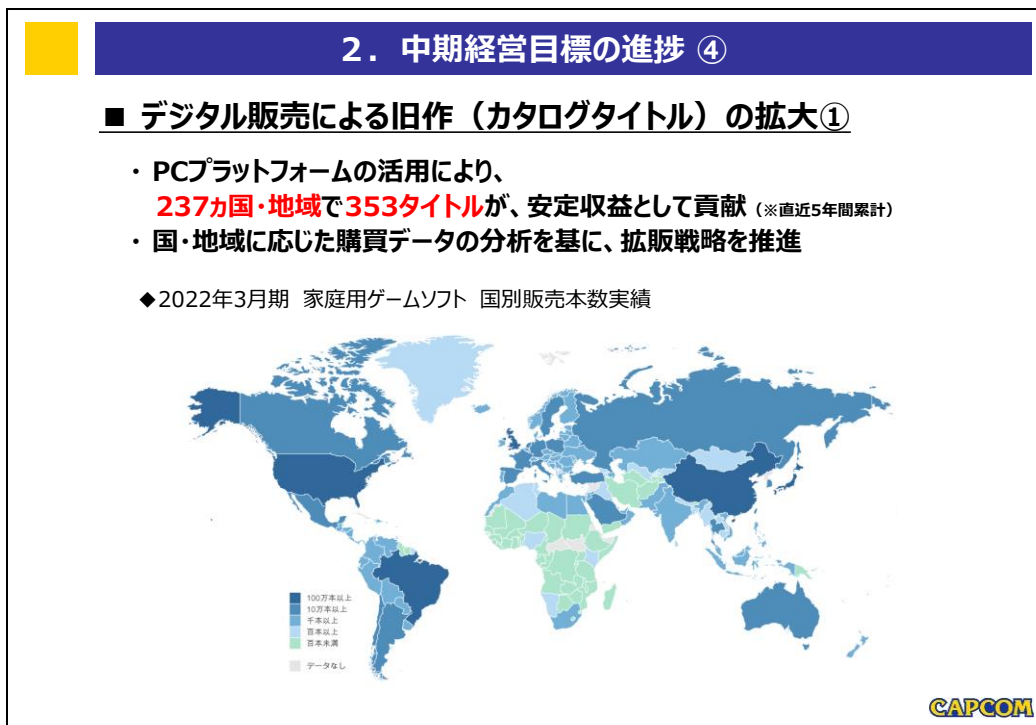 ２．中期経営目標の進捗 ④
■ デジタル販売による旧作（カタログタイトル）の拡大①
・ PCプラットフォームの活用により、
237ヵ国・地域で353タイトルが、安定収益として貢献（※直近5年間累計）
・ 国・地域に応じた購買データの分析を基に、拡販戦略を推進
◆2022年3月期 家庭用ゲームソフト 国別販売本数実績
100万本以上
10万本以上
千本以上
百本以上
百本未満
データなし
CAPCOM